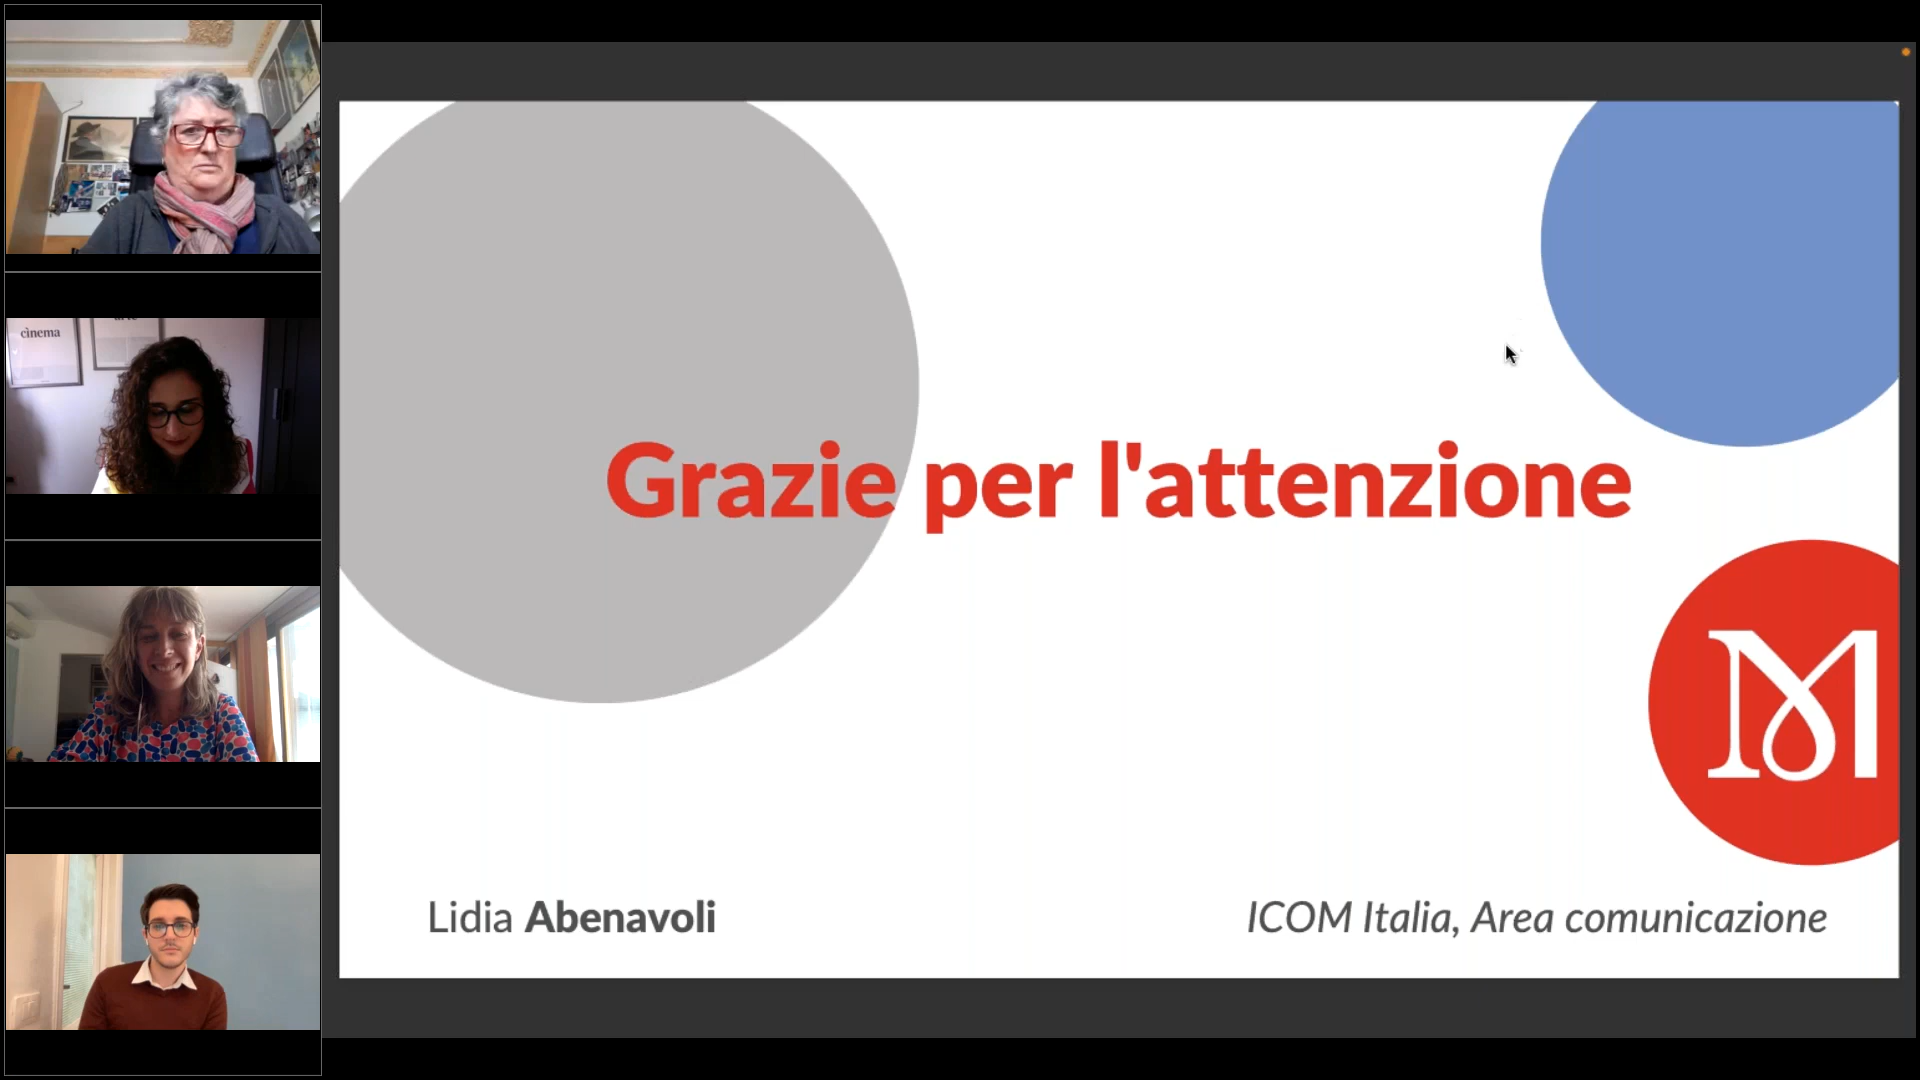 cinema
Grazie per l'attenzione
M
Lidia Abenavoli
ICOM Italia, Area comunicazione